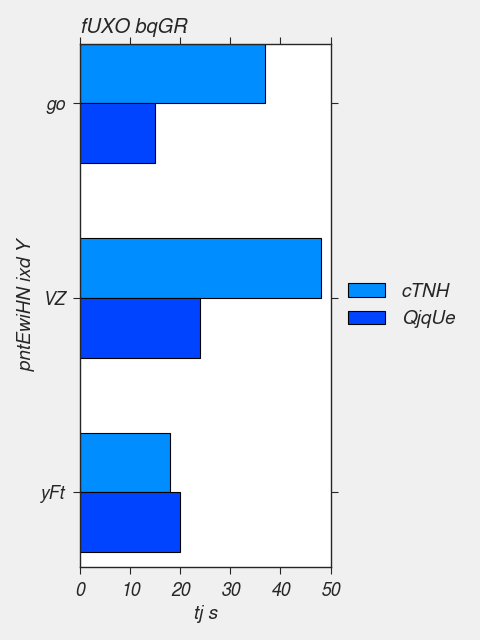 fUXO bqGR
go
VZ
yFt
pntEwiHN ixd Y
0 10 20 30 40 50
tj s
cTNH
QjqUe